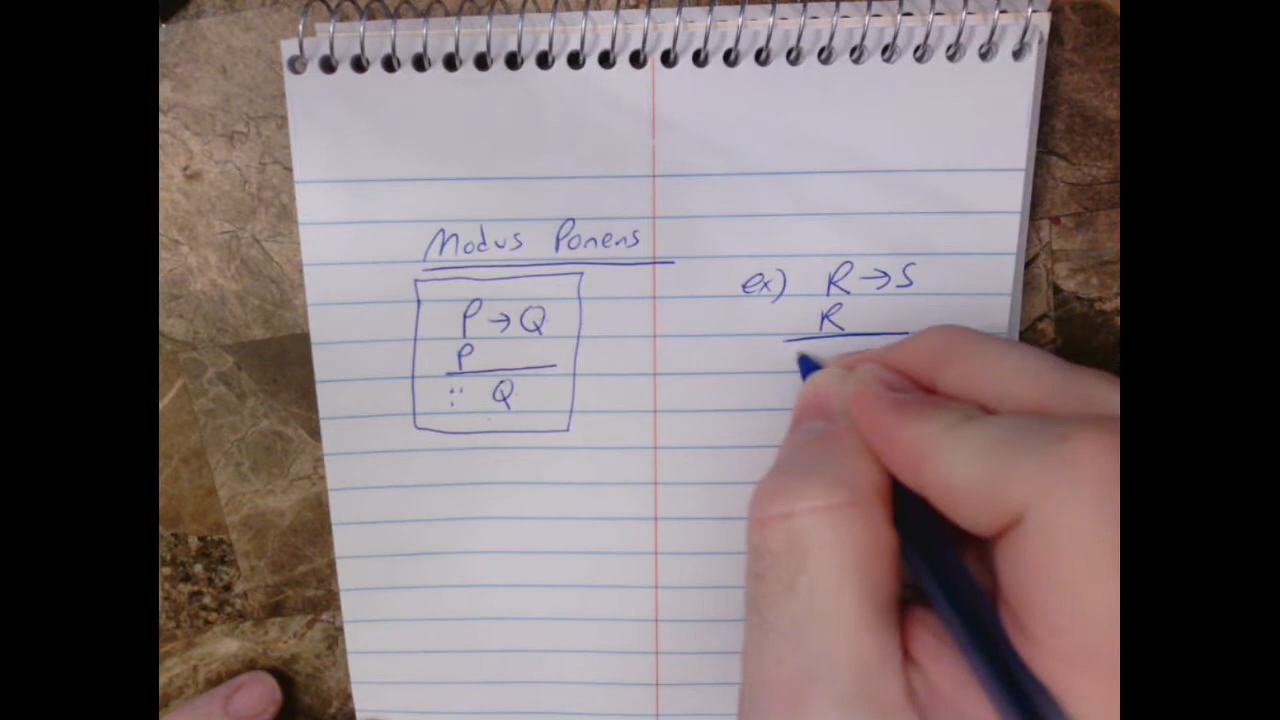 Modus Ponens
P → Q
P
∴ Q
ex) R → S
R